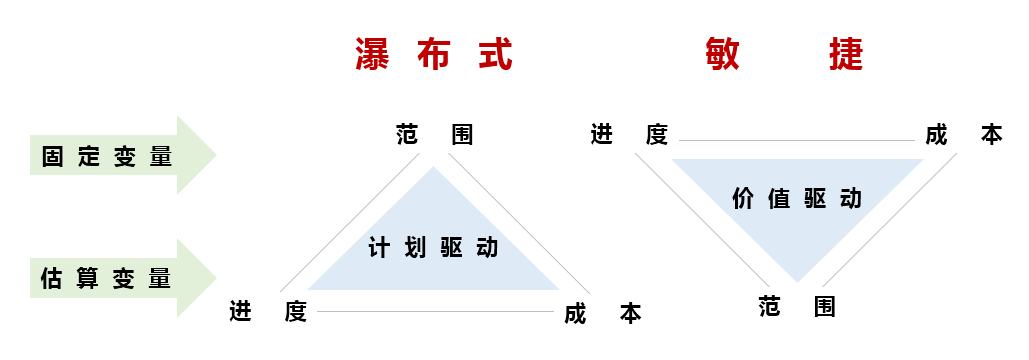 瀑布式 敏捷
范围 进度 成本
固定变量
价值驱动
计划驱动
估算变量
进度 成本 范围